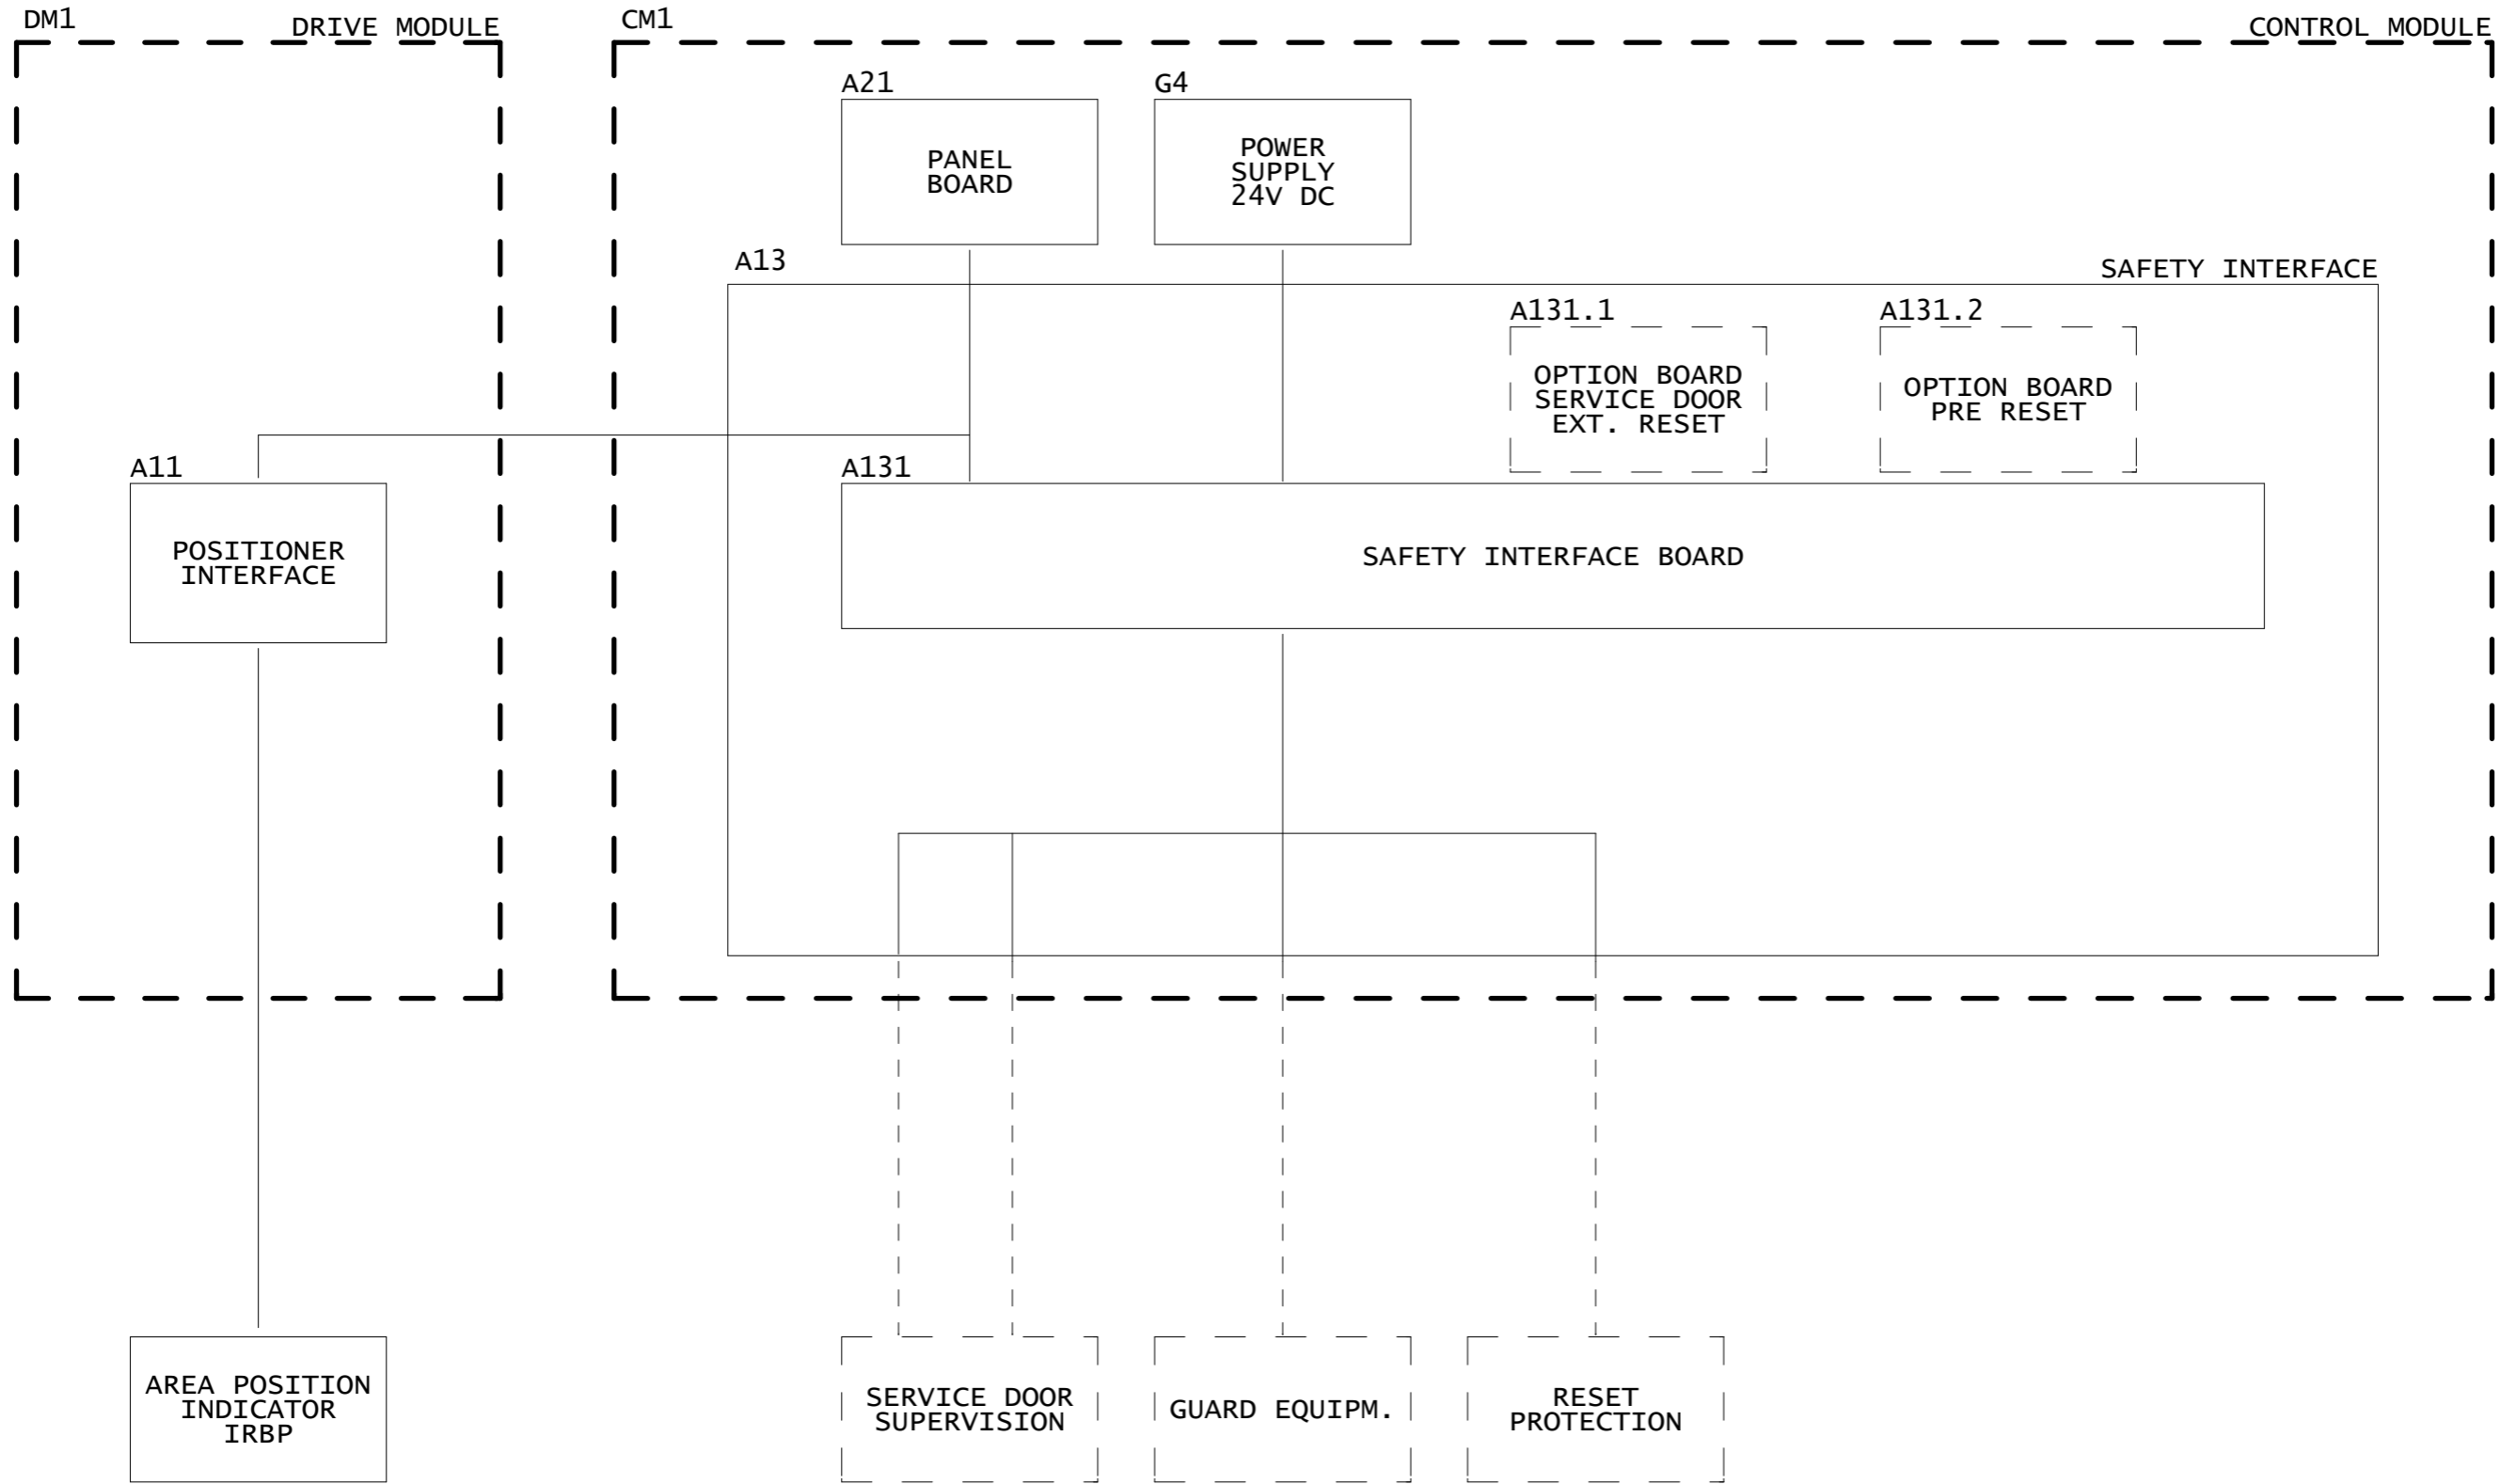 DM1
DRIVE MODULE
CM1
CONTROL MODULE
A21
PANEL
BOARD
G4
POWER
SUPPLY
24V DC
A13
SAFETY INTERFACE
A131.1
OPTION BOARD
SERVICE DOOR
EXT. RESET
A131.2
OPTION BOARD
PRE RESET
A11
POSITIONER
INTERFACE
A131
SAFETY INTERFACE BOARD
AREA POSITION
INDICATOR
IRBP
SERVICE DOOR
SUPERVISION
GUARD EQUIPM.
RESET
PROTECTION